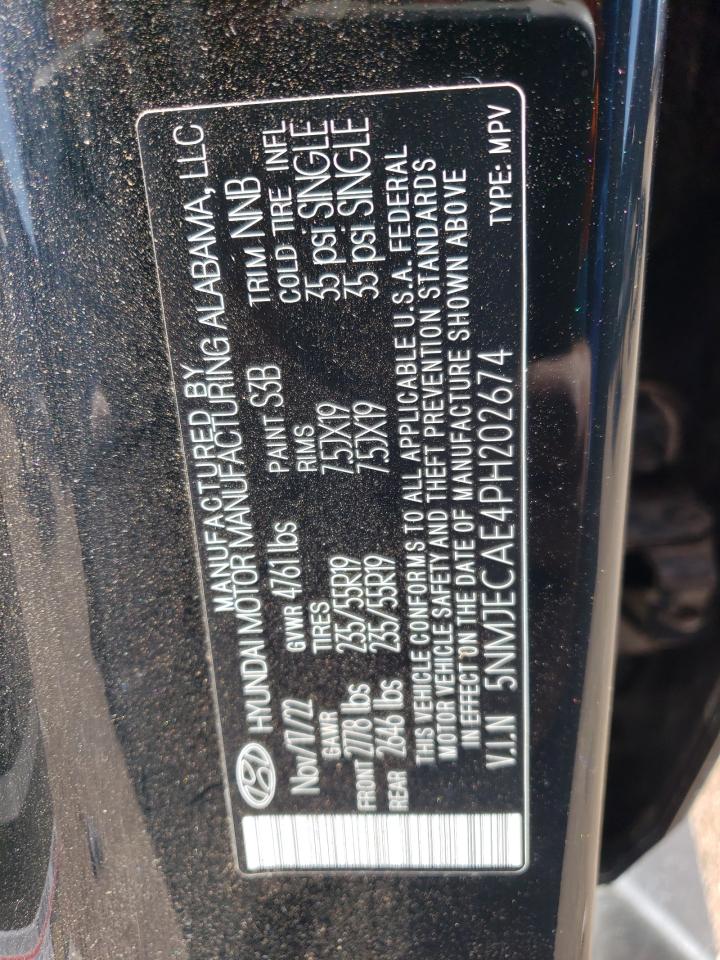 MANUFACTURED BY
HYUNDAI MOTOR MANUFACTURING ALABAMA, LLC
Nov/17/22 GVWR 4761 lbs PAINT S3B TRIM NNB
GAWR TIRES RIMS COLD TIRE INFL
FRONT 2778 lbs 235/55R19 7.5JX19 35 psi SINGLE
REAR 2646 lbs 235/55R19 7.5JX19 35 psi SINGLE
THIS VEHICLE CONFORMS TO ALL APPLICABLE U.S.A. FEDERAL
MOTOR VEHICLE SAFETY AND THEFT PREVENTION STANDARDS
IN EFFECT ON THE DATE OF MANUFACTURE SHOWN ABOVE
V.I.N 5NMJECAE4PH202674 TYPE: MPV